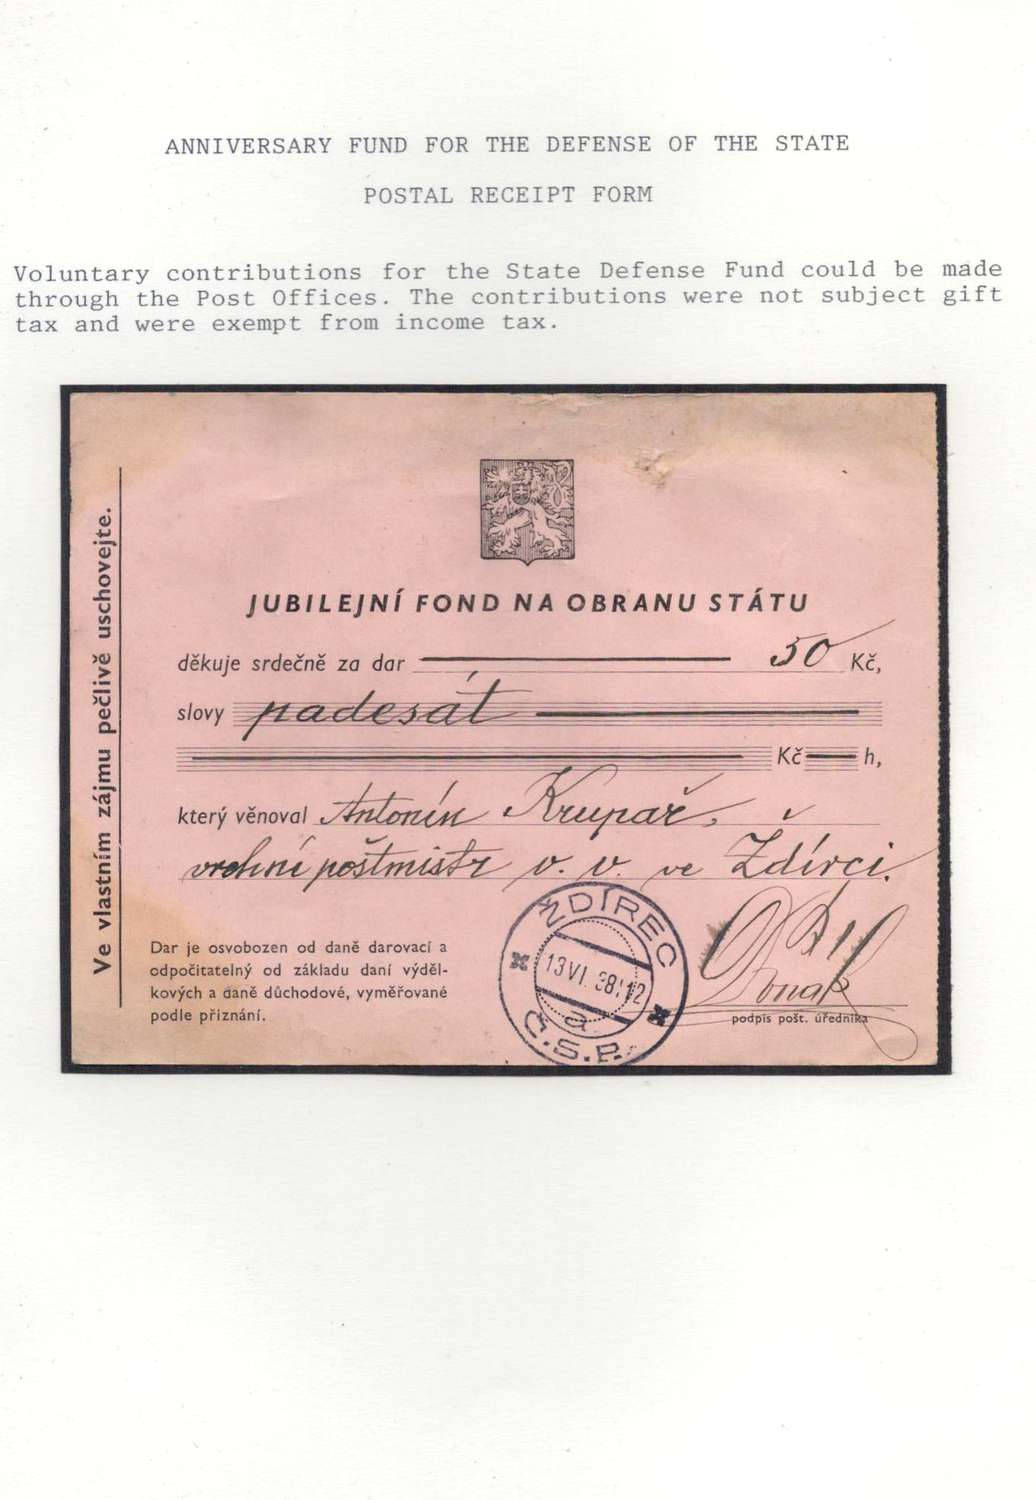 ANNIVERSARY FUND FOR THE DEFENSE OF THE STATE
POSTAL RECEIPT FORM
Voluntary contributions for the State Defense Fund could be made
through the Post Offices. The contributions were not subject gift
tax and were exempt from income tax.
Ve vlastním zájmu pečlivě uschovejte.
JUBILEJNÍ FOND NA OBRANU STÁTU
děkuje srdečně za dar 50 Kč,
slovy padesát
Kč h,
který věnoval Antonín Krupař,
vrchní poštmistr v. v. ve Ždírci.
Dar je osvobozen od daně darovací a
odpočitatelný od základu daní výděl-
kových a daně důchodové, vyměřované
podle přiznání.
ŽDÍREC
13 VI. 38 12
a
Č.S.P.
podpis pošt. úředníka